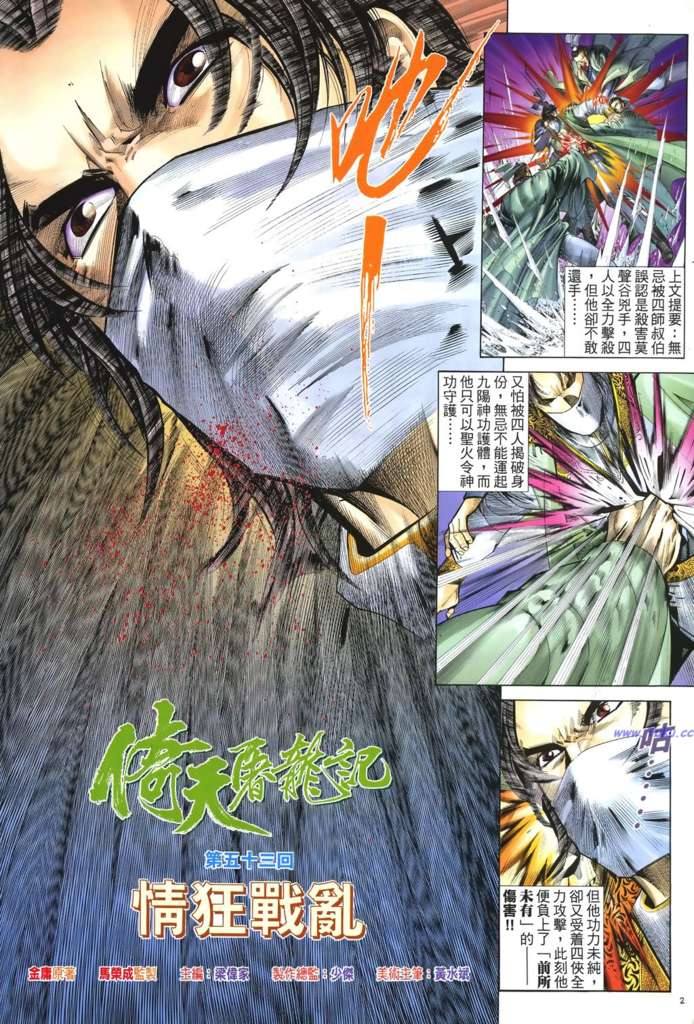 吔
上文提要：無
忌被四師叔伯
誤認是殺害莫
聲谷兇手，四
人以全力擊殺
，但他卻不敢
還手……
又怕被四人揭破身
份，無忌不能運起
九陽神功護體，而
他只可以聖火令神
功守護……
咕
……
但他功力未純，
卻又受着四俠全
力攻擊，此刻他
便負上了「前所
未有」的——
傷害!!
倚天屠龍記
第五十三回
情狂戰亂
金庸原著 馬榮成監製 主編：梁偉家 製作總監：少傑 美術主筆：黃水斌
2